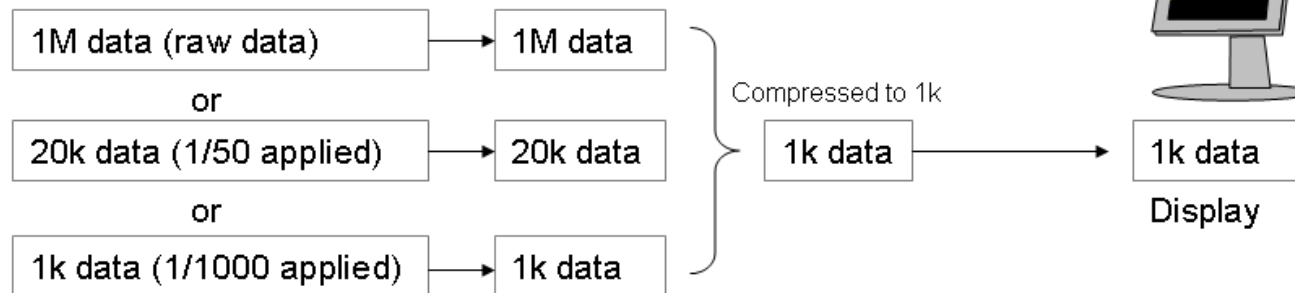 1M data (raw data)
1M data
or
Compressed to 1k
20k data (1/50 applied)
20k data
1k data
1k data
or
Display
1k data (1/1000 applied)
1k data